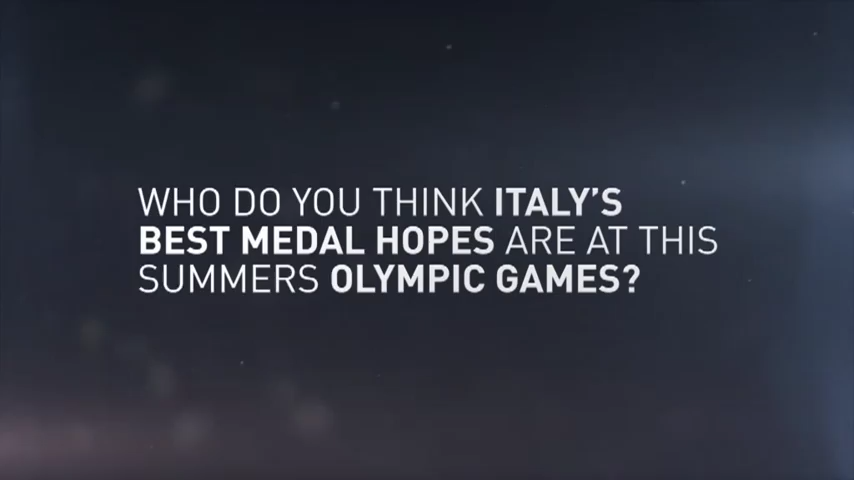 WHO DO YOU THINK ITALY'S
BEST MEDAL HOPES ARE AT THIS
SUMMERS OLYMPIC GAMES?